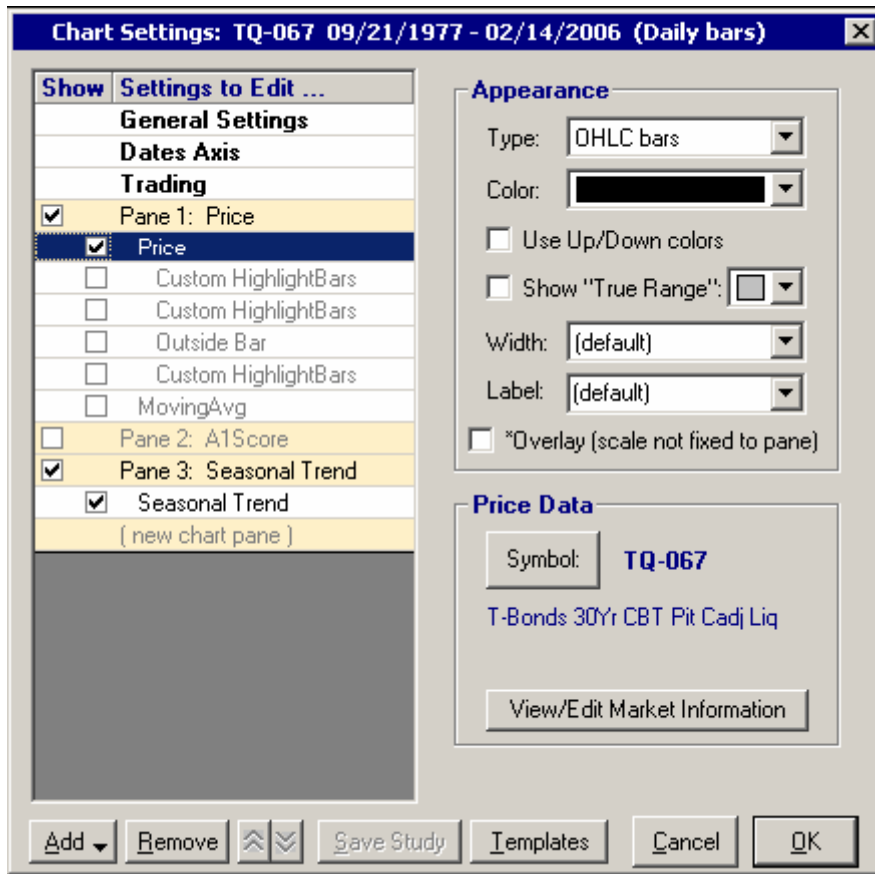 Chart Settings: TQ-067 09/21/1977 - 02/14/2006 (Daily bars)
Show Settings to Edit ...
General Settings
Dates Axis
Trading
Pane 1: Price
Price
Custom HighlightBars
Custom HighlightBars
Outside Bar
Custom HighlightBars
MovingAvg
Pane 2: A1Score
Pane 3: Seasonal Trend
Seasonal Trend
( new chart pane )
Appearance
Type: OHLC bars
Color:
Use Up/Down colors
Show "True Range":
Width: (default)
Label: (default)
*Overlay (scale not fixed to pane)
Price Data
Symbol: TQ-067
T-Bonds 30Yr CBT Pit Cadj Liq
View/Edit Market Information
Add Remove Save Study Templates Cancel OK